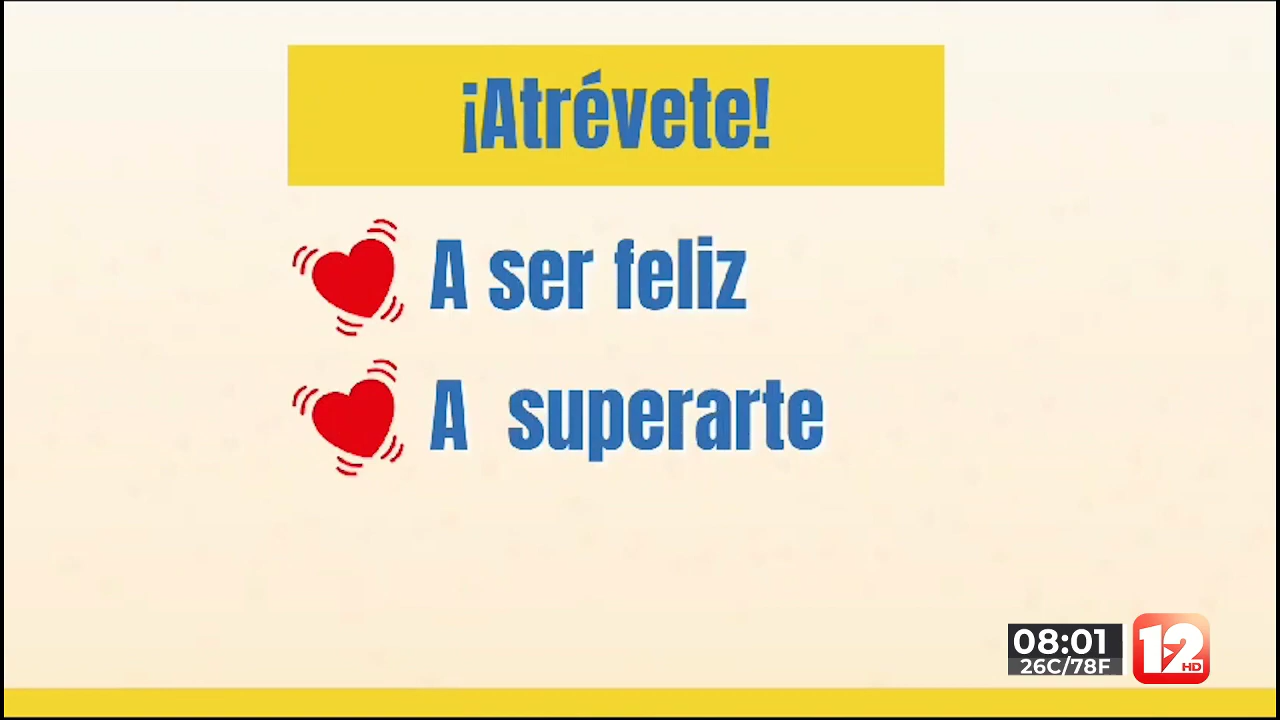 ¡Atrévete!
A ser feliz
A superarte
08:01
26C/78F
12
HD